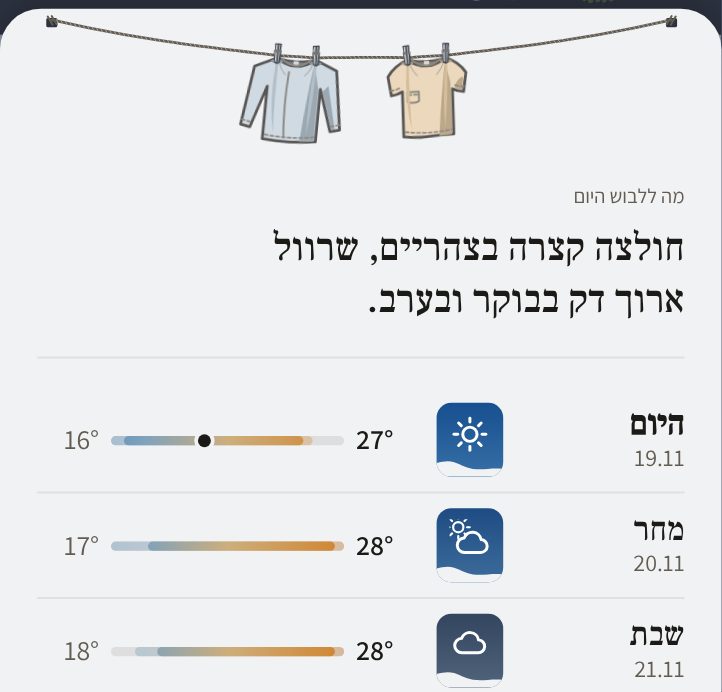 מה ללבוש היום
חולצה קצרה בצהריים, שרוול
ארוך דק בבוקר ובערב.
היום
19.11
27°
16°
מחר
20.11
28°
17°
שבת
21.11
28°
18°